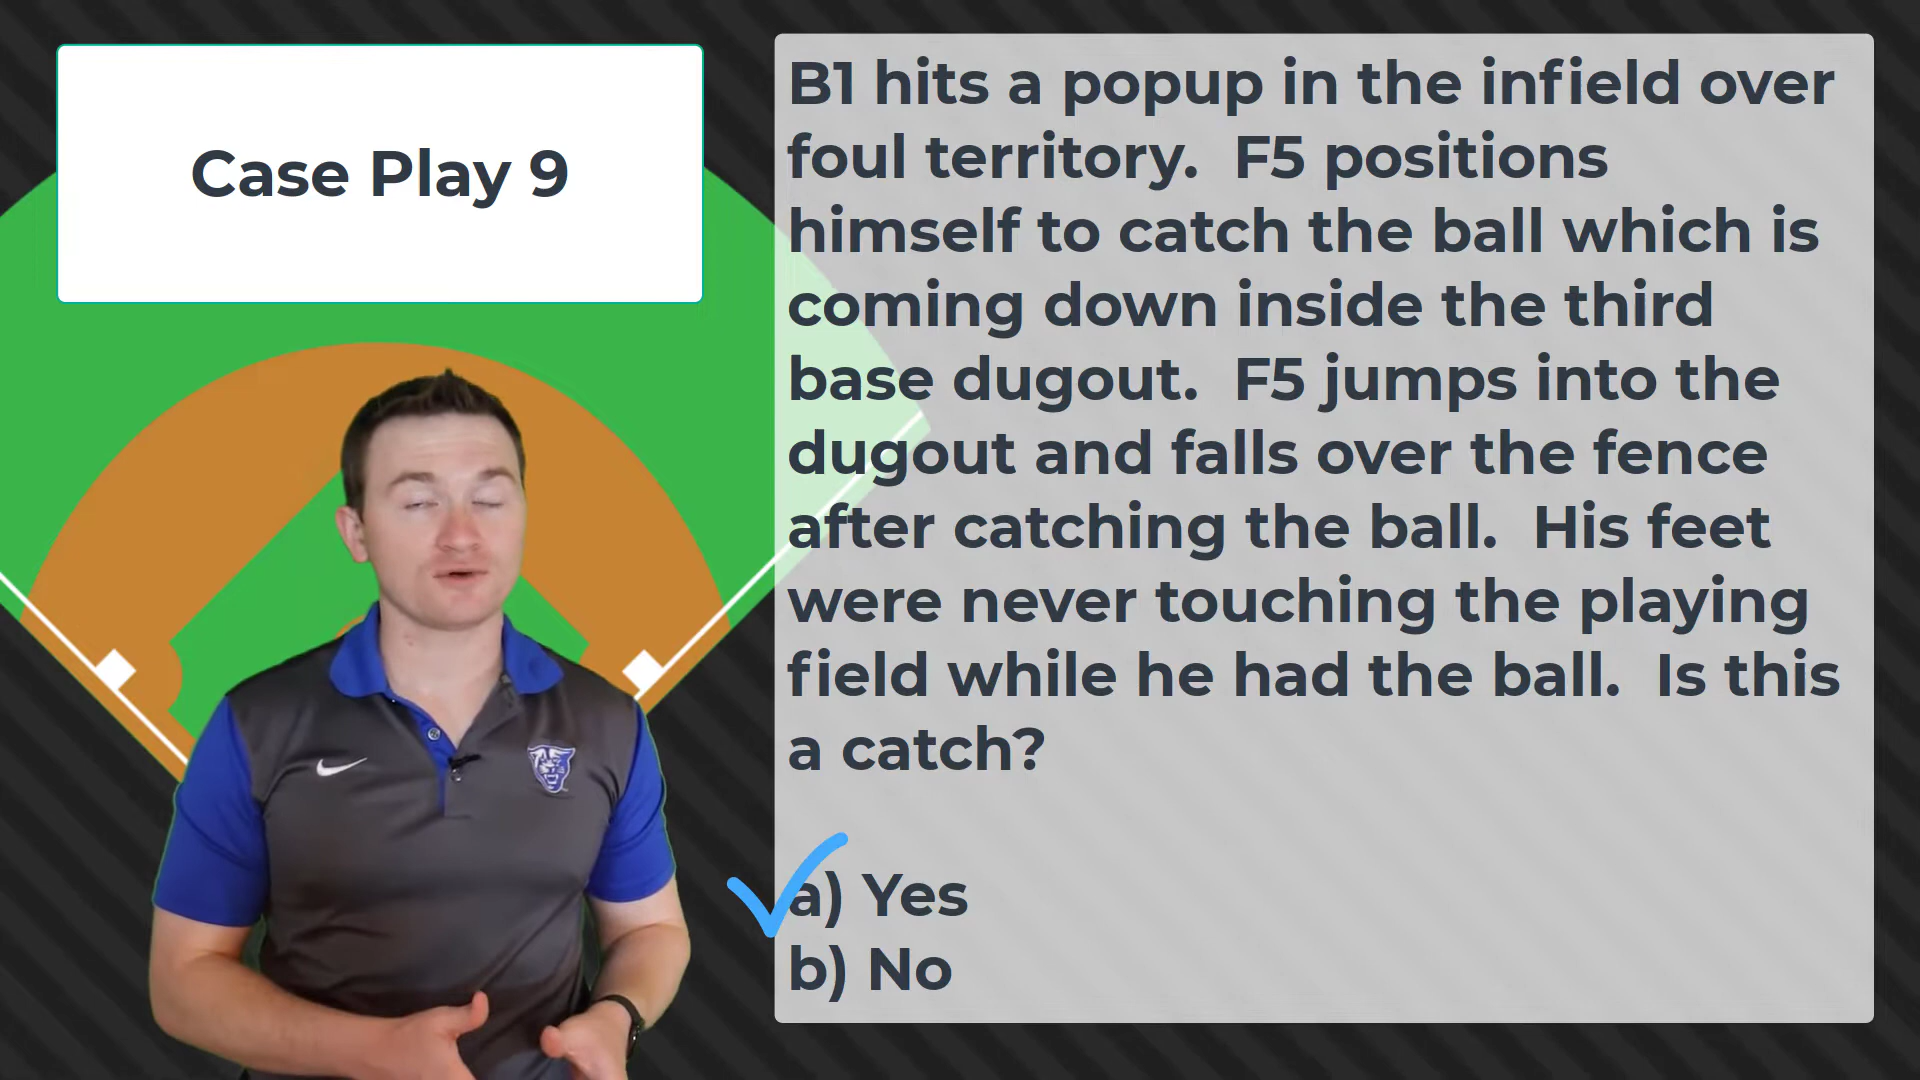 Case Play 9
B1 hits a popup in the infield over
foul territory.  F5 positions
himself to catch the ball which is
coming down inside the third
base dugout.  F5 jumps into the
dugout and falls over the fence
after catching the ball.  His feet
were never touching the playing
field while he had the ball.  Is this
a catch?
a) Yes
b) No